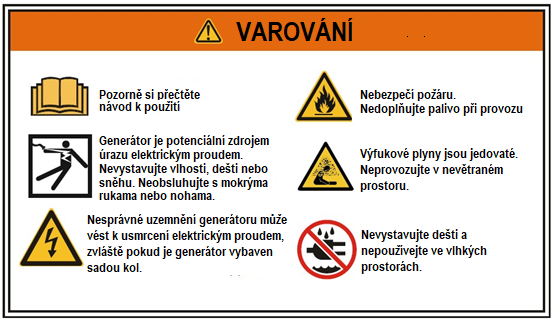 VAROVÁNÍ
Pozorně si přečtěte
návod k použití
Generátor je potenciální zdrojem
úrazu elektrickým proudem.
Nevystavujte vlhosti, dešti nebo
sněhu. Neobsluhujte s mokrýma
rukama nebo nohama.
Nesprávné uzemnění generátoru může
vést k usmrcení elektrickým proudem,
zvláště pokud je generátor vybaven
sadou kol.
Nebezpečí požáru.
Nedoplňujte palivo při provozu
Výfukové plyny jsou jedovaté.
Neprovozujte v nevětraném
prostoru.
Nevystavujte dešti a
nepoužívejte ve vlhkých
prostorách.